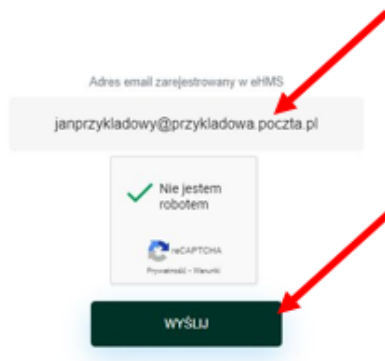 Adres email zarejestrowany w eHMS
janprzykladowy@przykladowa.poczta.pl
Nie jestem
robotem
reCAPTCHA
Prywatność - Warunki
WYŚLIJ